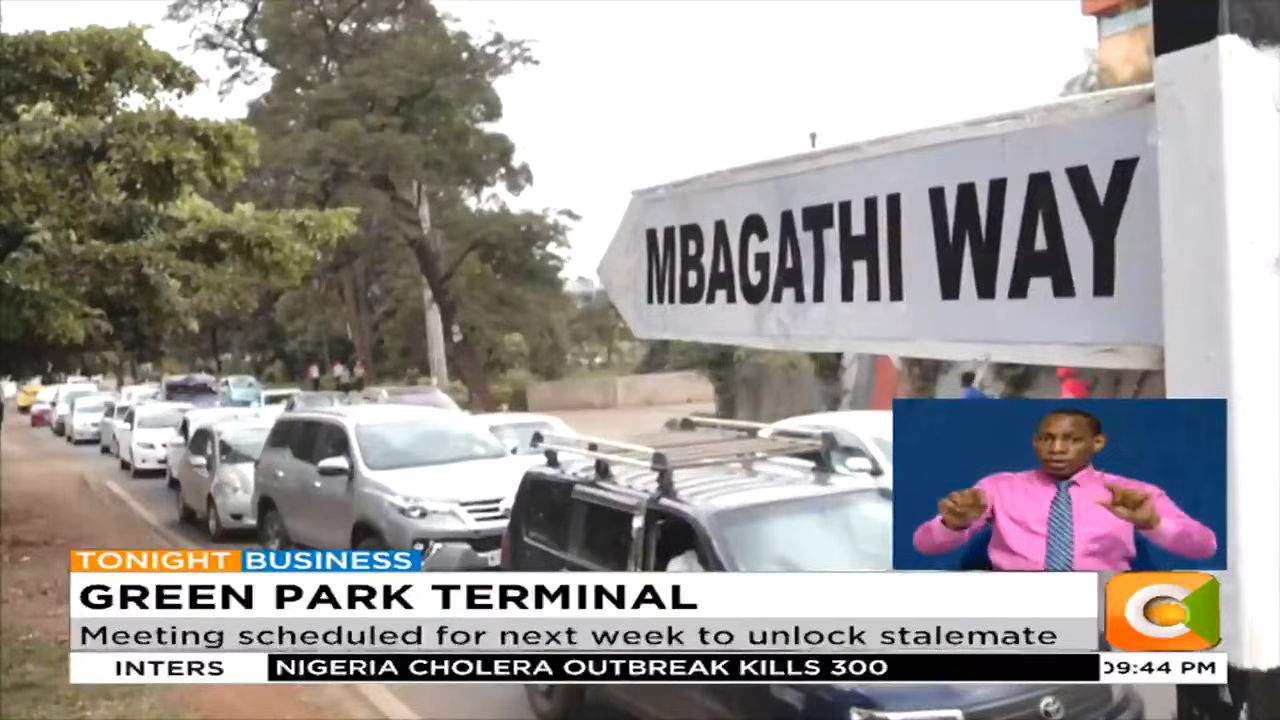 MBAGATHI WAY
TONIGHT BUSINESS
GREEN PARK TERMINAL
Meeting scheduled for next week to unlock stalemate
INTERS NIGERIA CHOLERA OUTBREAK KILLS 300
09:44 PM